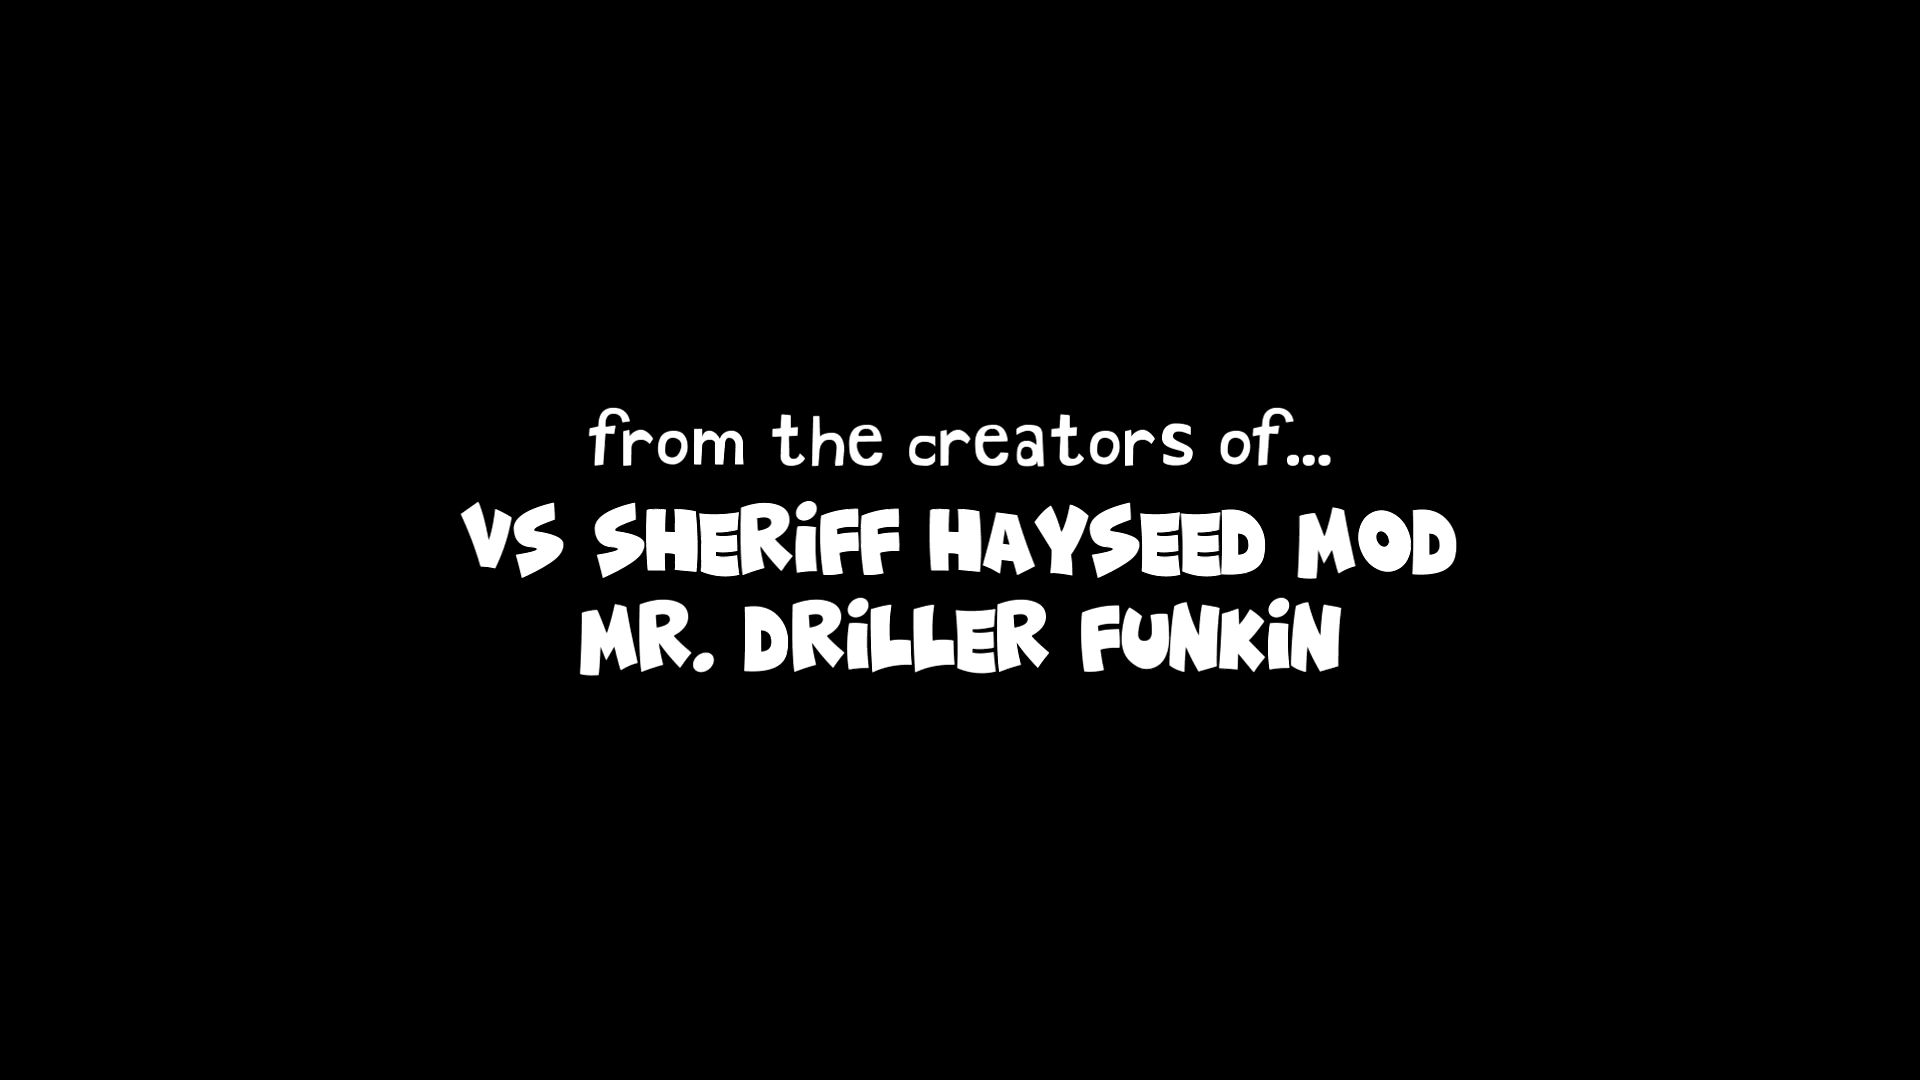 from the creators of...
VS SHERiFF HAYSEED MOD
MR. DRiLLER FUNKiN